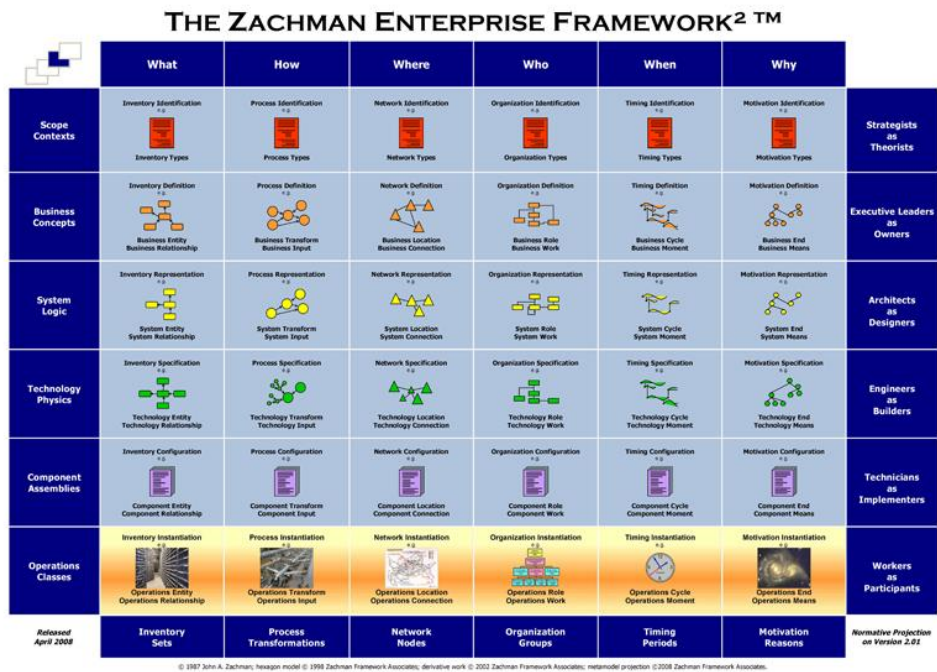 THE ZACHMAN ENTERPRISE FRAMEWORK² ™
What How Where Who When Why
Scope
Contexts
Inventory Identification
e.g.
Inventory Types
Process Identification
e.g.
Process Types
Network Identification
e.g.
Network Types
Organization Identification
e.g.
Organization Types
Timing Identification
e.g.
Timing Types
Motivation Identification
e.g.
Motivation Types
Strategists
as
Theorists
Business
Concepts
Inventory Definition
e.g.
Business Entity
Business Relationship
Process Definition
e.g.
Business Transform
Business Input
Network Definition
e.g.
Business Location
Business Connection
Organization Definition
e.g.
Business Role
Business Work
Timing Definition
e.g.
Business Cycle
Business Moment
Motivation Definition
e.g.
Business End
Business Means
Executive Leaders
as
Owners
System
Logic
Inventory Representation
e.g.
System Entity
System Relationship
Process Representation
e.g.
System Transform
System Input
Network Representation
e.g.
System Location
System Connection
Organization Representation
e.g.
System Role
System Work
Timing Representation
e.g.
System Cycle
System Moment
Motivation Representation
e.g.
System End
System Means
Architects
as
Designers
Technology
Physics
Inventory Specification
e.g.
Technology Entity
Technology Relationship
Process Specification
e.g.
Technology Transform
Technology Input
Network Specification
e.g.
Technology Location
Technology Connection
Organization Specification
e.g.
Technology Role
Technology Work
Timing Specification
e.g.
Technology Cycle
Technology Moment
Motivation Specification
e.g.
Technology End
Technology Means
Engineers
as
Builders
Component
Assemblies
Inventory Configuration
e.g.
Component Entity
Component Relationship
Process Configuration
e.g.
Component Transform
Component Input
Network Configuration
e.g.
Component Location
Component Connection
Organization Configuration
e.g.
Component Role
Component Work
Timing Configuration
e.g.
Component Cycle
Component Moment
Motivation Configuration
e.g.
Component End
Component Means
Technicians
as
Implementers
Operations
Classes
Inventory Instantiation
e.g.
Operations Entity
Operations Relationship
Process Instantiation
e.g.
Operations Transform
Operations Input
Network Instantiation
e.g.
Operations Location
Operations Connection
Organization Instantiation
e.g.
Operations Role
Operations Work
Timing Instantiation
e.g.
Operations Cycle
Operations Moment
Motivation Instantiation
e.g.
Operations End
Operations Means
Workers
as
Participants
Released
April 2008
Inventory
Sets
Process
Transformations
Network
Nodes
Organization
Groups
Timing
Periods
Motivation
Reasons
Normative Projection
on Version 2.01
© 1987 John A. Zachman; hexagon model © 1998 Zachman Framework Associates; derivative work © 2002 Zachman Framework Associates; metamodel projection ©2008 Zachman Framework Associates.